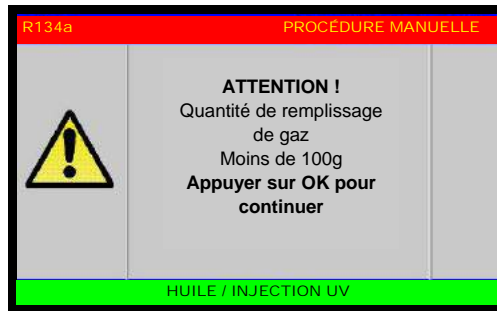 R134a PROCÉDURE MANUELLE
ATTENTION !
Quantité de remplissage
de gaz
Moins de 100g
Appuyer sur OK pour
continuer
HUILE / INJECTION UV